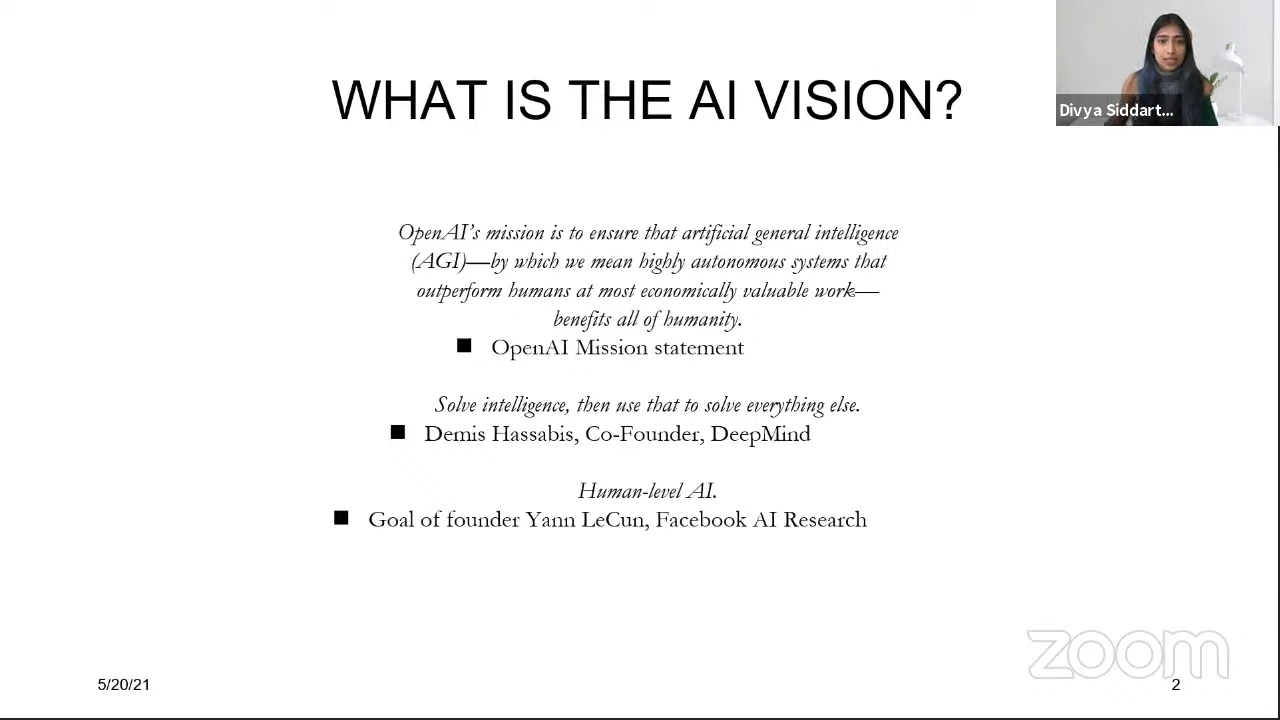 WHAT IS THE AI VISION?
Divya Siddart...
OpenAI's mission is to ensure that artificial general intelligence
(AGI)—by which we mean highly autonomous systems that
outperform humans at most economically valuable work—
benefits all of humanity.
■ OpenAI Mission statement
Solve intelligence, then use that to solve everything else.
■ Demis Hassabis, Co-Founder, DeepMind
Human-level AI.
■ Goal of founder Yann LeCun, Facebook AI Research
zoom
5/20/21
2